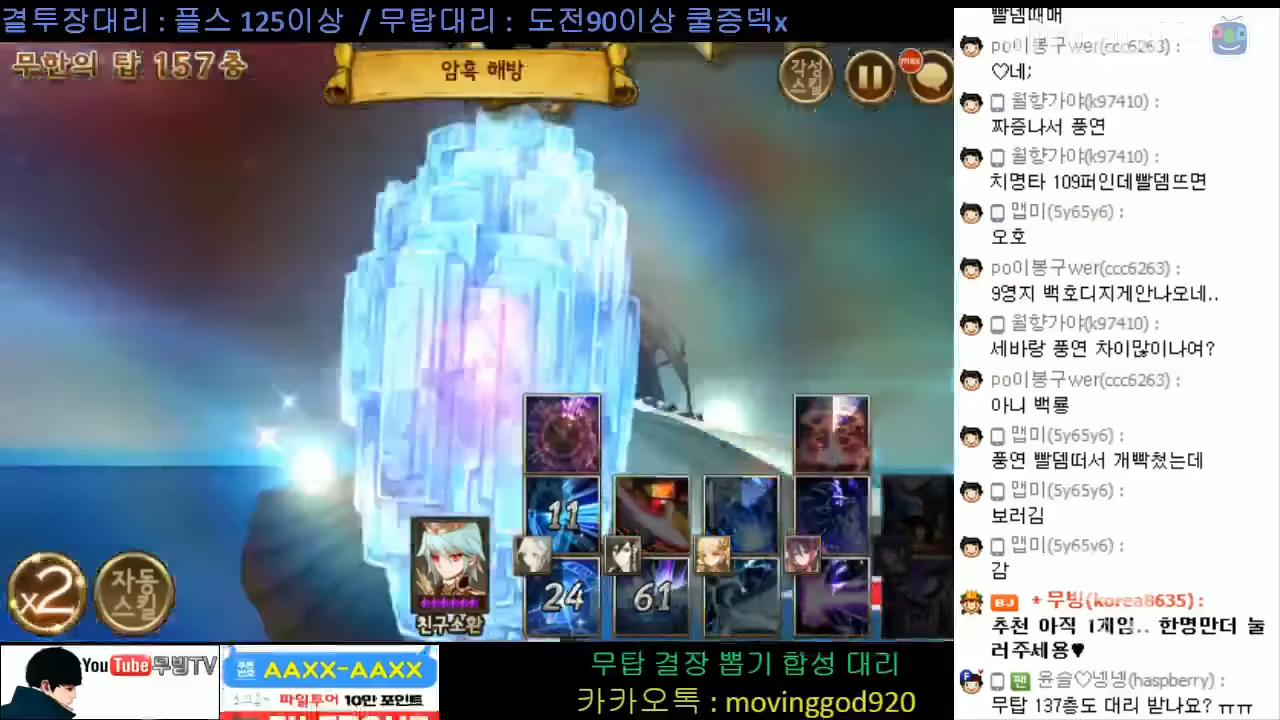 결투장대리 : 플스 125이상 / 무탑대리 : 도전90이상 쿨증덱x
무한의 탑 157층
암흑 해방
각성
스킬
max
11
24
61
x2
자동
스킬
친구소환
YouTube 무빙TV
쿠폰
번호
AAXX-AAXX
파일투어 10만 포인트
무탑 결장 뽑기 합성 대리
카카오톡 : movinggod920
빨뎀때매
po이봉구wer(ccc6263) :
♡네;
월향가야(k97410) :
짜증나서 풍연
월향가야(k97410) :
치명타 109퍼인데빨뎀뜨면
맵미(5y65y6) :
오호
po이봉구wer(ccc6263) :
9영지 백호디지게안나오네..
월향가야(k97410) :
세바랑 풍연 차이많이나여?
po이봉구wer(ccc6263) :
아니 백룡
맵미(5y65y6) :
풍연 빨뎀떠서 개빡쳤는데
맵미(5y65y6) :
보러김
맵미(5y65y6) :
감
BJ *무빙(korea8635) :
추천 아직 1개임.. 한명만더 눌
러주세용♥
팬 윤슬♡넹넹(haspberry) :
무탑 137층도 대리 받나요? ㅠㅠ